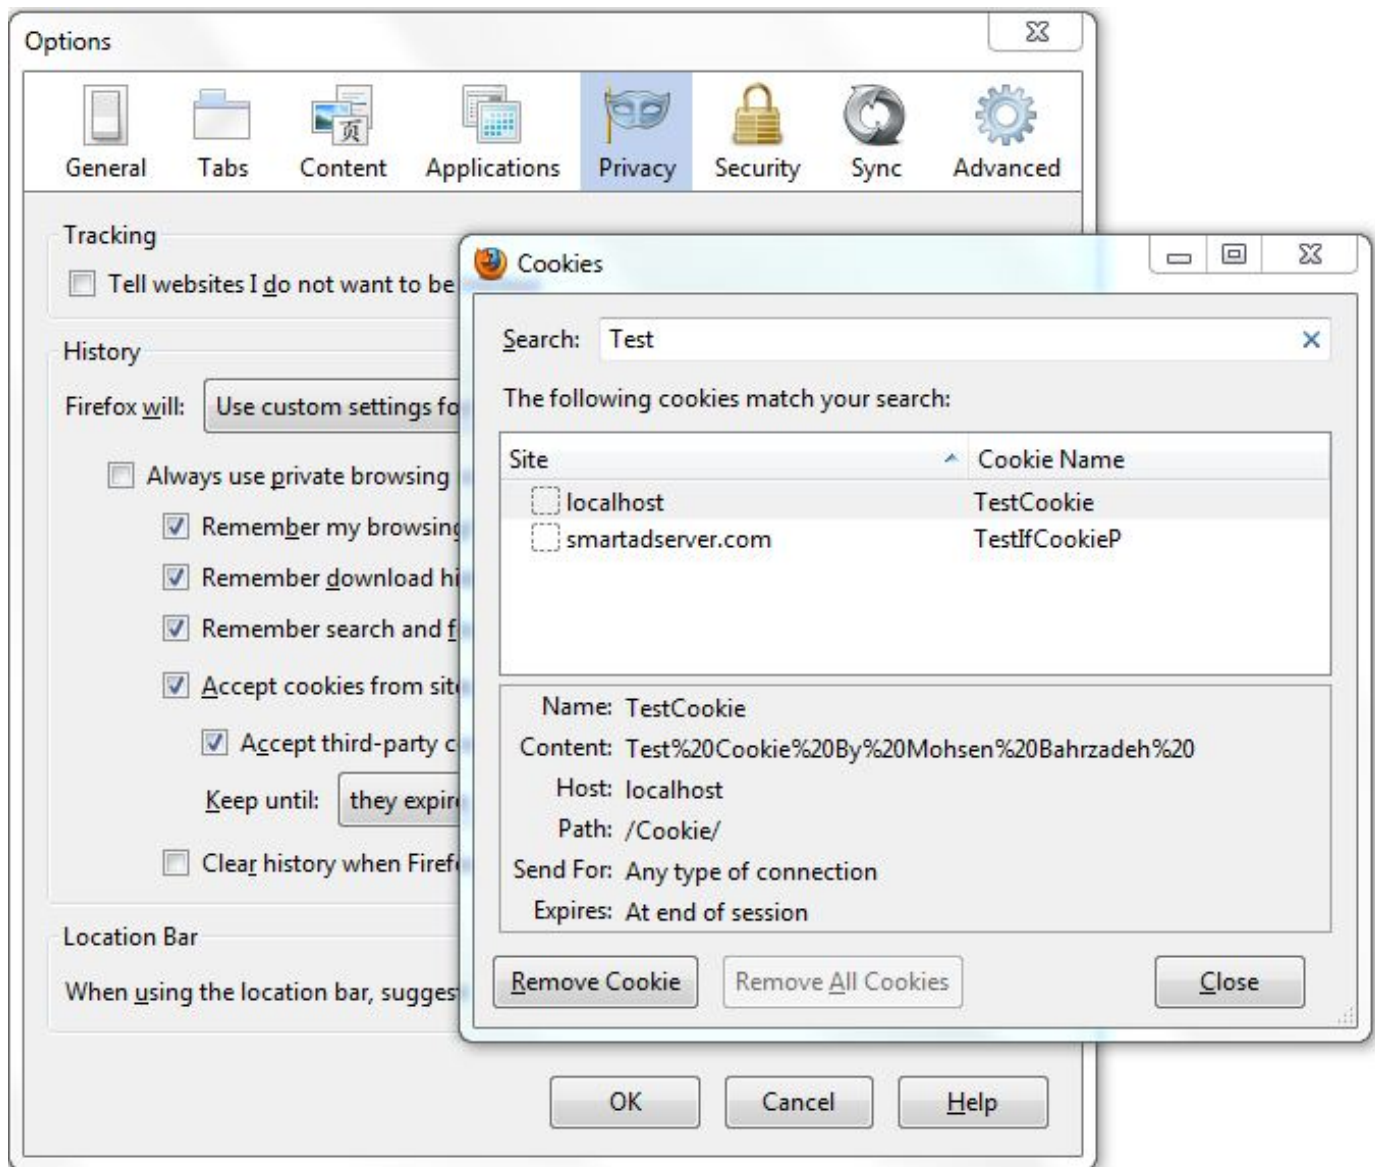 Options
General Tabs Content Applications Privacy Security Sync Advanced
页
Tracking
Tell websites I do not want to be
History
Firefox will: Use custom settings fo
Always use private browsing
Remember my browsing
Remember download hi
Remember search and f
Accept cookies from site
Accept third-party c
Keep until: they expire
Clear history when Firef
Location Bar
When using the location bar, sugges
OK Cancel Help
Cookies
Search: Test
The following cookies match your search:
Site Cookie Name
localhost TestCookie
smartadserver.com TestIfCookieP
Name: TestCookie
Content: Test%20Cookie%20By%20Mohsen%20Bahrzadeh%20
Host: localhost
Path: /Cookie/
Send For: Any type of connection
Expires: At end of session
Remove Cookie Remove All Cookies Close